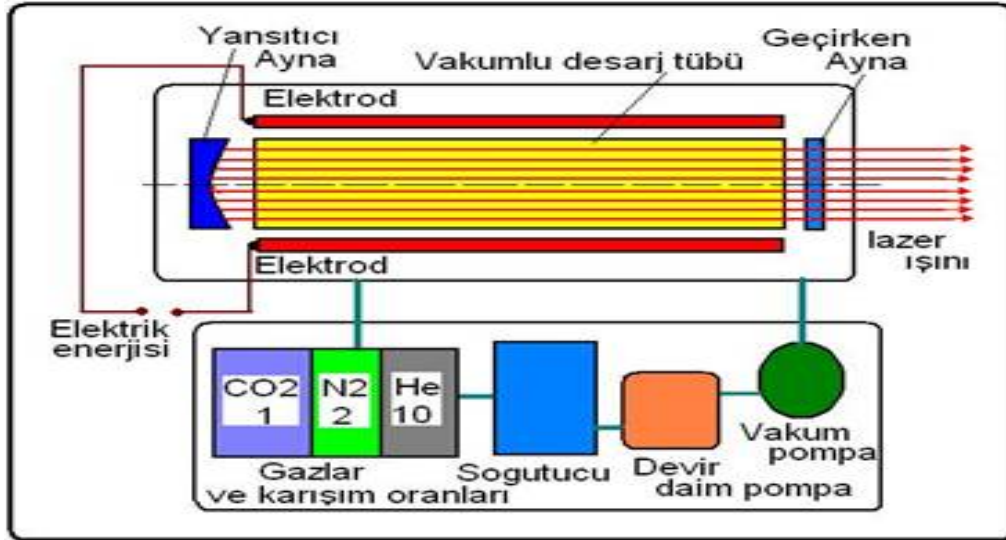 Yansıtıcı
Ayna
Vakumlu desarj tübü
Geçirken
Ayna
Elektrod
Elektrod
lazer
ışını
Elektrik
enerjisi
CO2
1
N2
2
He
10
Gazlar
ve karışım oranları
Sogutucu
Devir
daim pompa
Vakum
pompa